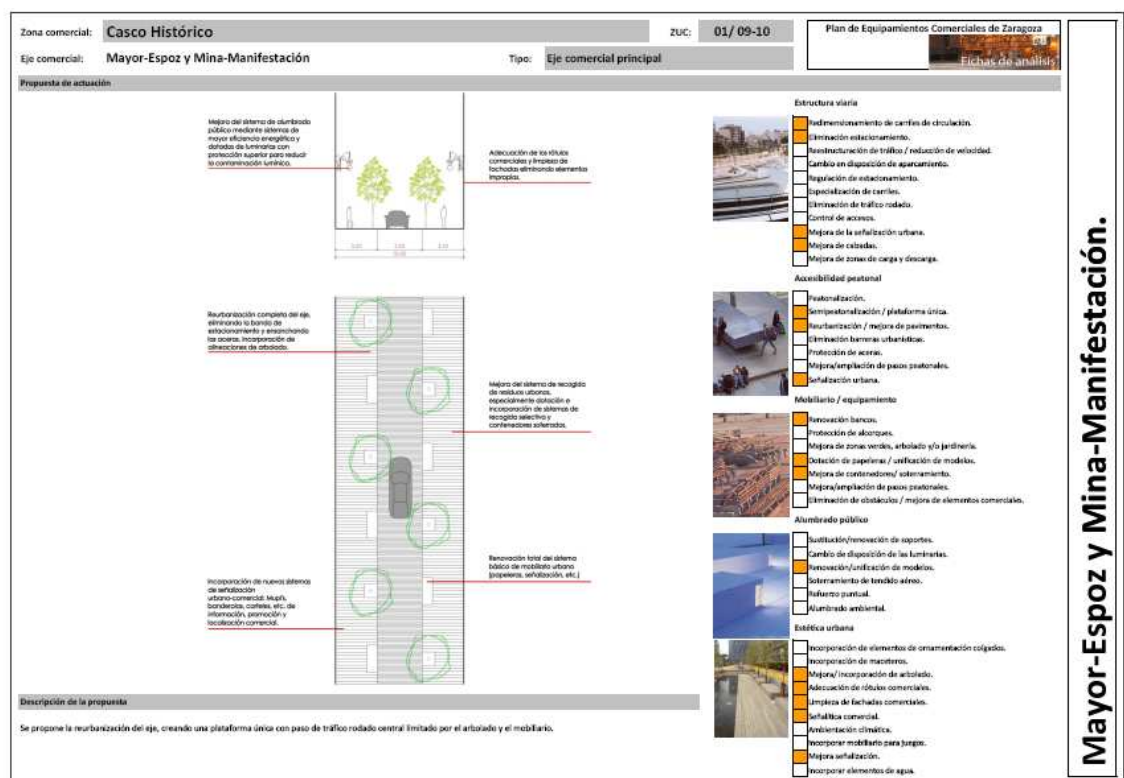 Zona comercial: Casco Histórico ZUC: 01/ 09-10
Plan de Equipamientos Comerciales de Zaragoza
Fichas de análisis
Eje comercial: Mayor-Espoz y Mina-Manifestación Tipo: Eje comercial principal
Propuesta de actuación
Mejora del sistema de alumbrado
público mediante sistemas de
mayor eficiencia energética y
dotadas de luminarias con
protección superior para reducir
la contaminación lumínica.
Adecuación de los rótulos
comerciales y limpieza de
fachadas eliminando elementos
impropios.
Reurbanización completa del eje,
eliminando la banda de
estacionamiento y ensanchando
las aceras. Incorporación de
alineaciones de arbolado.
Mejora del sistema de recogida
de residuos urbanos,
especialmente dotación e
incorporación de sistemas de
recogida selectiva y
contenedores soterrados.
Renovación total del sistema
básico de mobiliario urbano
(papeleras, señalización, etc.)
Incorporación de nuevos sistemas
de señalización
urbano-comercial: Mupi's,
banderolas, carteles, etc. de
información, promoción y
localización comercial.
Estructura viaria
Redimensionamiento de carriles de circulación.
Eliminación estacionamiento.
Reestructuración de tráfico / reducción de velocidad.
Cambio en disposición de aparcamiento.
Regulación de estacionamiento.
Especialización de carriles.
Eliminación de tráfico rodado.
Control de accesos.
Mejora de la señalización urbana.
Mejora de calzadas.
Mejora de zonas de carga y descarga.
Accesibilidad peatonal
Peatonalización.
Semipeatonalización / plataforma única.
Reurbanización / mejora de pavimentos.
Eliminación barreras urbanísticas.
Protección de aceras.
Mejora/ampliación de pasos peatonales.
Señalización urbana.
Mobiliario / equipamiento
Renovación bancos.
Protección de alcorques.
Mejora de zonas verdes, arbolado y/o jardinería.
Dotación de papeleras / unificación de modelos.
Mejora de contenedores/ soterramiento.
Mejora/ampliación de pasos peatonales.
Eliminación de obstáculos / mejora de elementos comerciales.
Alumbrado público
Sustitución/renovación de soportes.
Cambio de disposición de las luminarias.
Renovación/unificación de modelos.
Soterramiento de tendido aéreo.
Refuerzo puntual.
Alumbrado ambiental.
Estética urbana
Incorporación de elementos de ornamentación colgados.
Incorporación de maceteros.
Mejora/ incorporación de arbolado.
Adecuación de rótulos comerciales.
Limpieza de fachadas comerciales.
Señalítica comercial.
Ambientación climática.
Incorporar mobiliario para juegos.
Mejora señalización.
Incorporar elementos de agua.
Descripción de la propuesta
Se propone la reurbanización del eje, creando una plataforma única con paso de tráfico rodado central limitado por el arbolado y el mobiliario.
Mayor-Espoz y Mina-Manifestación.